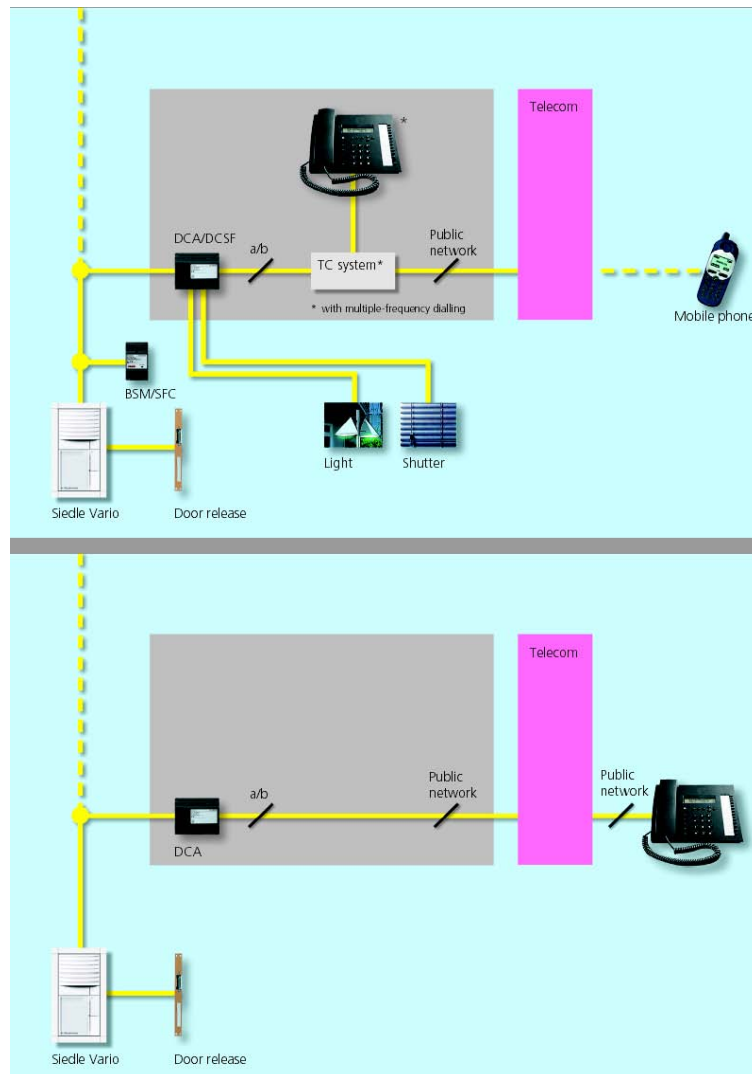 Telecom
*
DCA/DCSF
a/b
TC system*
Public
network
* with multiple-frequency dialling
Mobile phone
BSM/SFC
Light
Shutter
Siedle Vario
Door release
Telecom
a/b
Public
network
Public
network
DCA
Siedle Vario
Door release